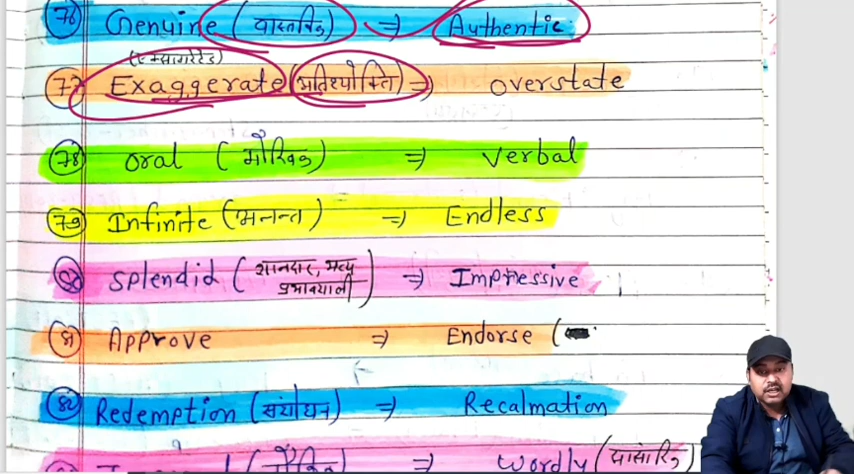 76 Genuine (वास्तविक) => Authentic
(एक्सागरेटेड)
77 Exaggerate (अतिश्योक्ति) => overstate
78 oral (मौखिक) => verbal
79 Infinite (अनन्त) => Endless
80 splendid (शानदार, भव्य => Impressive
प्रभावशाली)
81 Approve => Endorse (
82 Redemption (संशोधन) => Recalmation
=> wordly (सांसारिक)